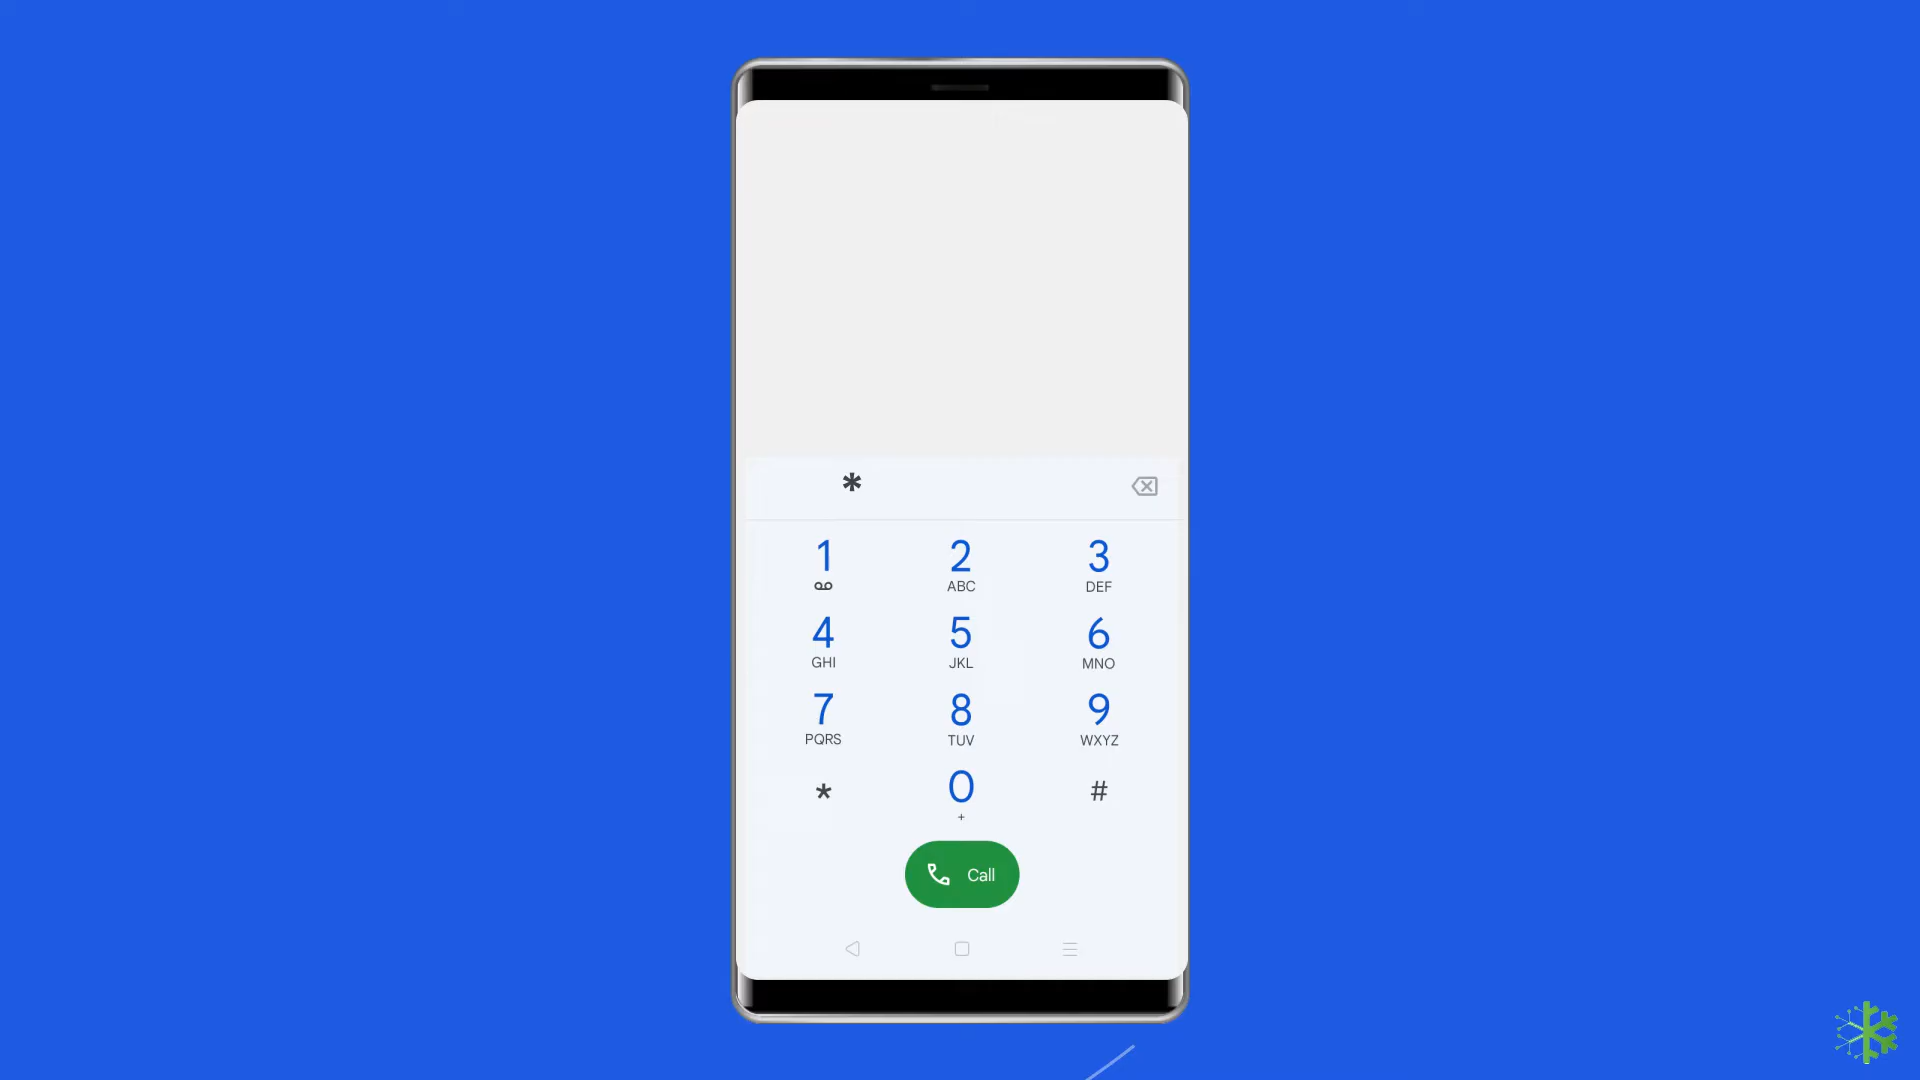 *
1 2 3
ABC DEF
4 5 6
GHI JKL MNO
7 8 9
PQRS TUV WXYZ
* 0 #
+
Call